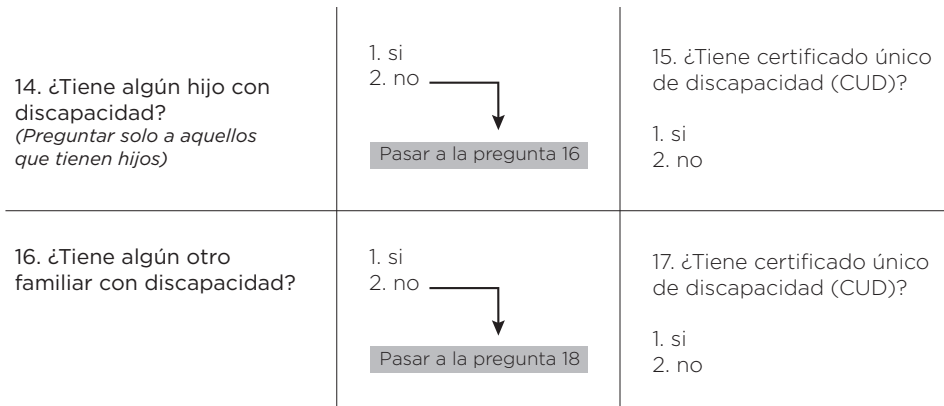 14. ¿Tiene algún hijo con
discapacidad?
(Preguntar solo a aquellos
que tienen hijos)
1. si
2. no
Pasar a la pregunta 16
15. ¿Tiene certificado único
de discapacidad (CUD)?
1. si
2. no
16. ¿Tiene algún otro
familiar con discapacidad?
1. si
2. no
Pasar a la pregunta 18
17. ¿Tiene certificado único
de discapacidad (CUD)?
1. si
2. no